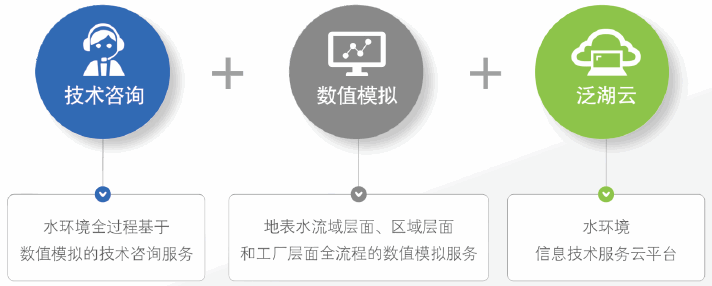 技术咨询
数值模拟
泛湖云
水环境全过程基于
数值模拟的技术咨询服务
地表水流域层面、区域层面
和工厂层面全流程的数值模拟服务
水环境
信息技术服务云平台